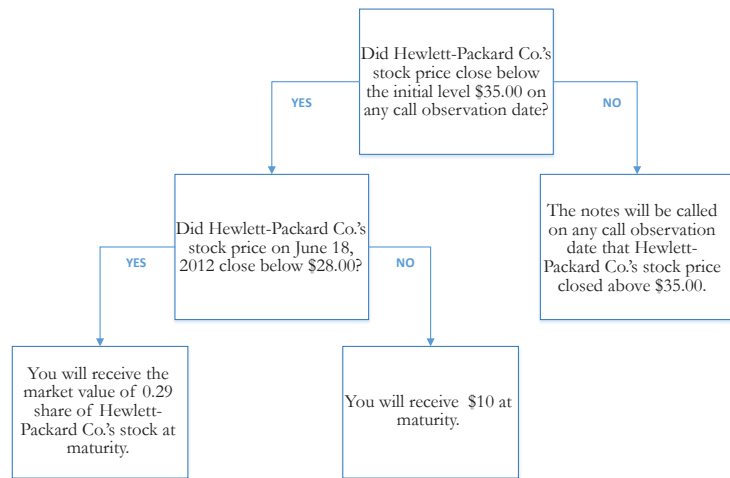 Did Hewlett-Packard Co.'s
stock price close below
the initial level $35.00 on
any call observation date?
YES
NO
Did Hewlett-Packard Co.'s
stock price on June 18,
2012 close below $28.00?
The notes will be called
on any call observation
date that Hewlett-
Packard Co.'s stock price
closed above $35.00.
YES
NO
You will receive the
market value of 0.29
share of Hewlett-
Packard Co.'s stock at
maturity.
You will receive $10 at
maturity.